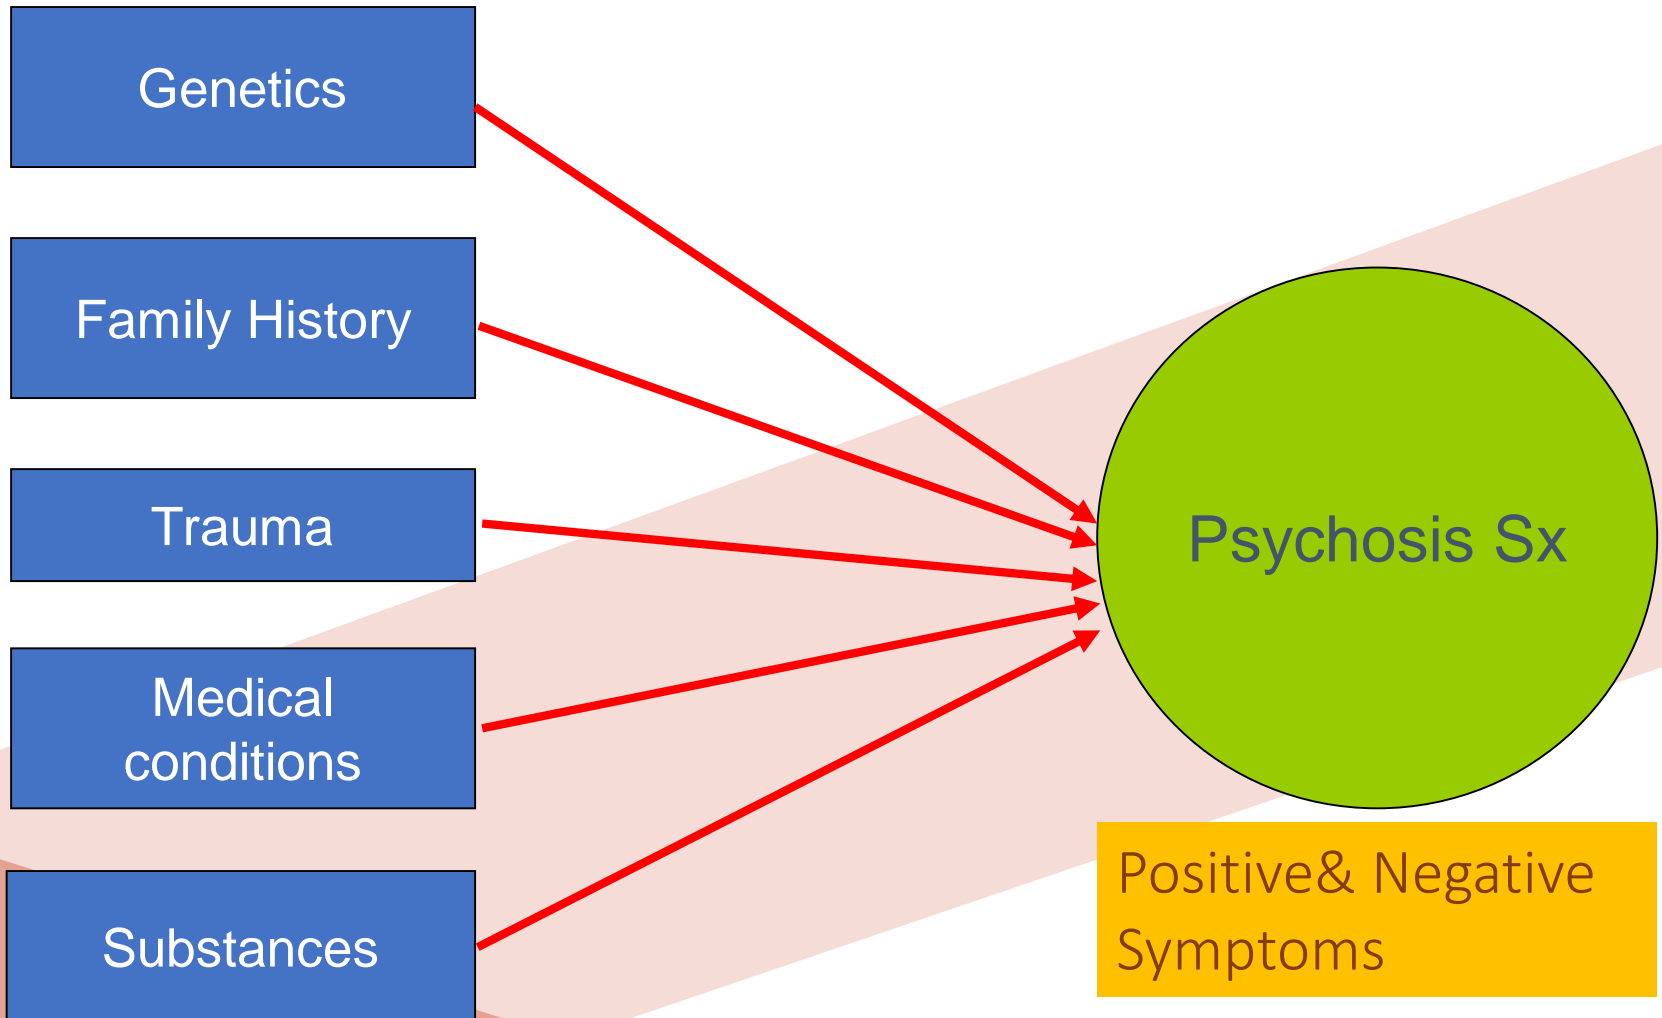 Genetics
Family History
Trauma
Medical
conditions
Substances
Psychosis Sx
Positive& Negative
Symptoms